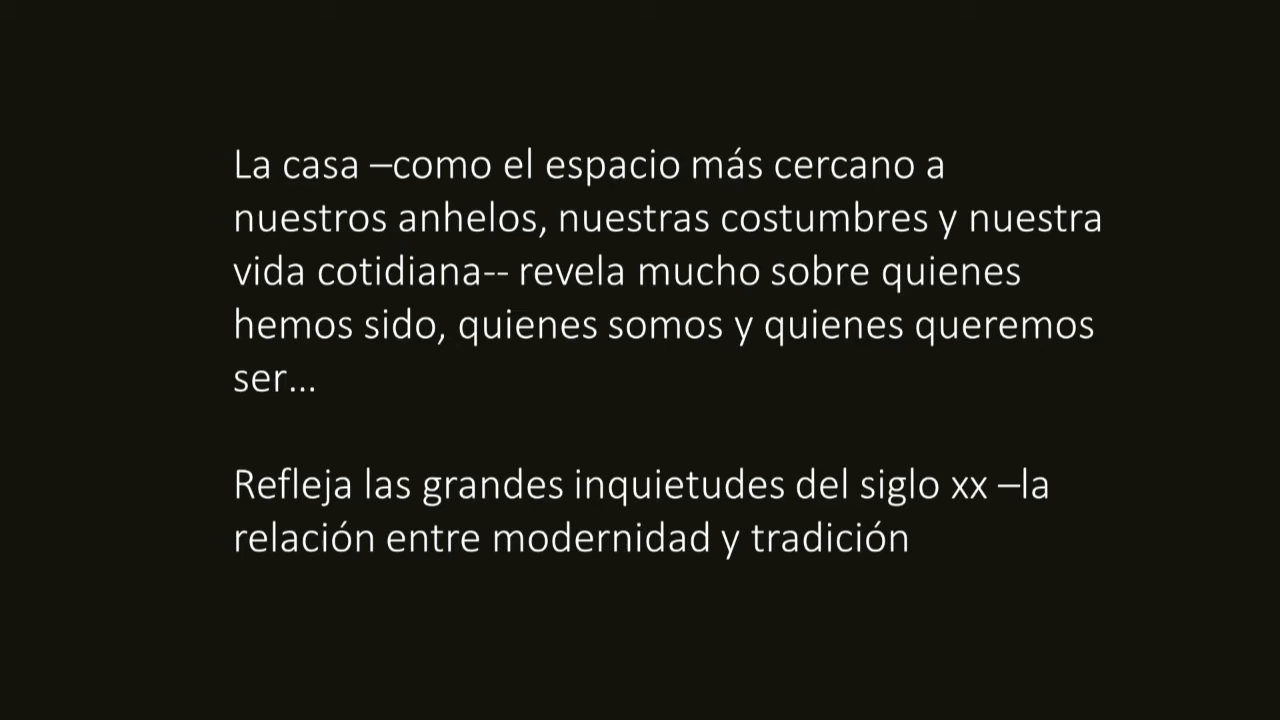 La casa –como el espacio más cercano a
nuestros anhelos, nuestras costumbres y nuestra
vida cotidiana-- revela mucho sobre quienes
hemos sido, quienes somos y quienes queremos
ser...
Refleja las grandes inquietudes del siglo xx –la
relación entre modernidad y tradición